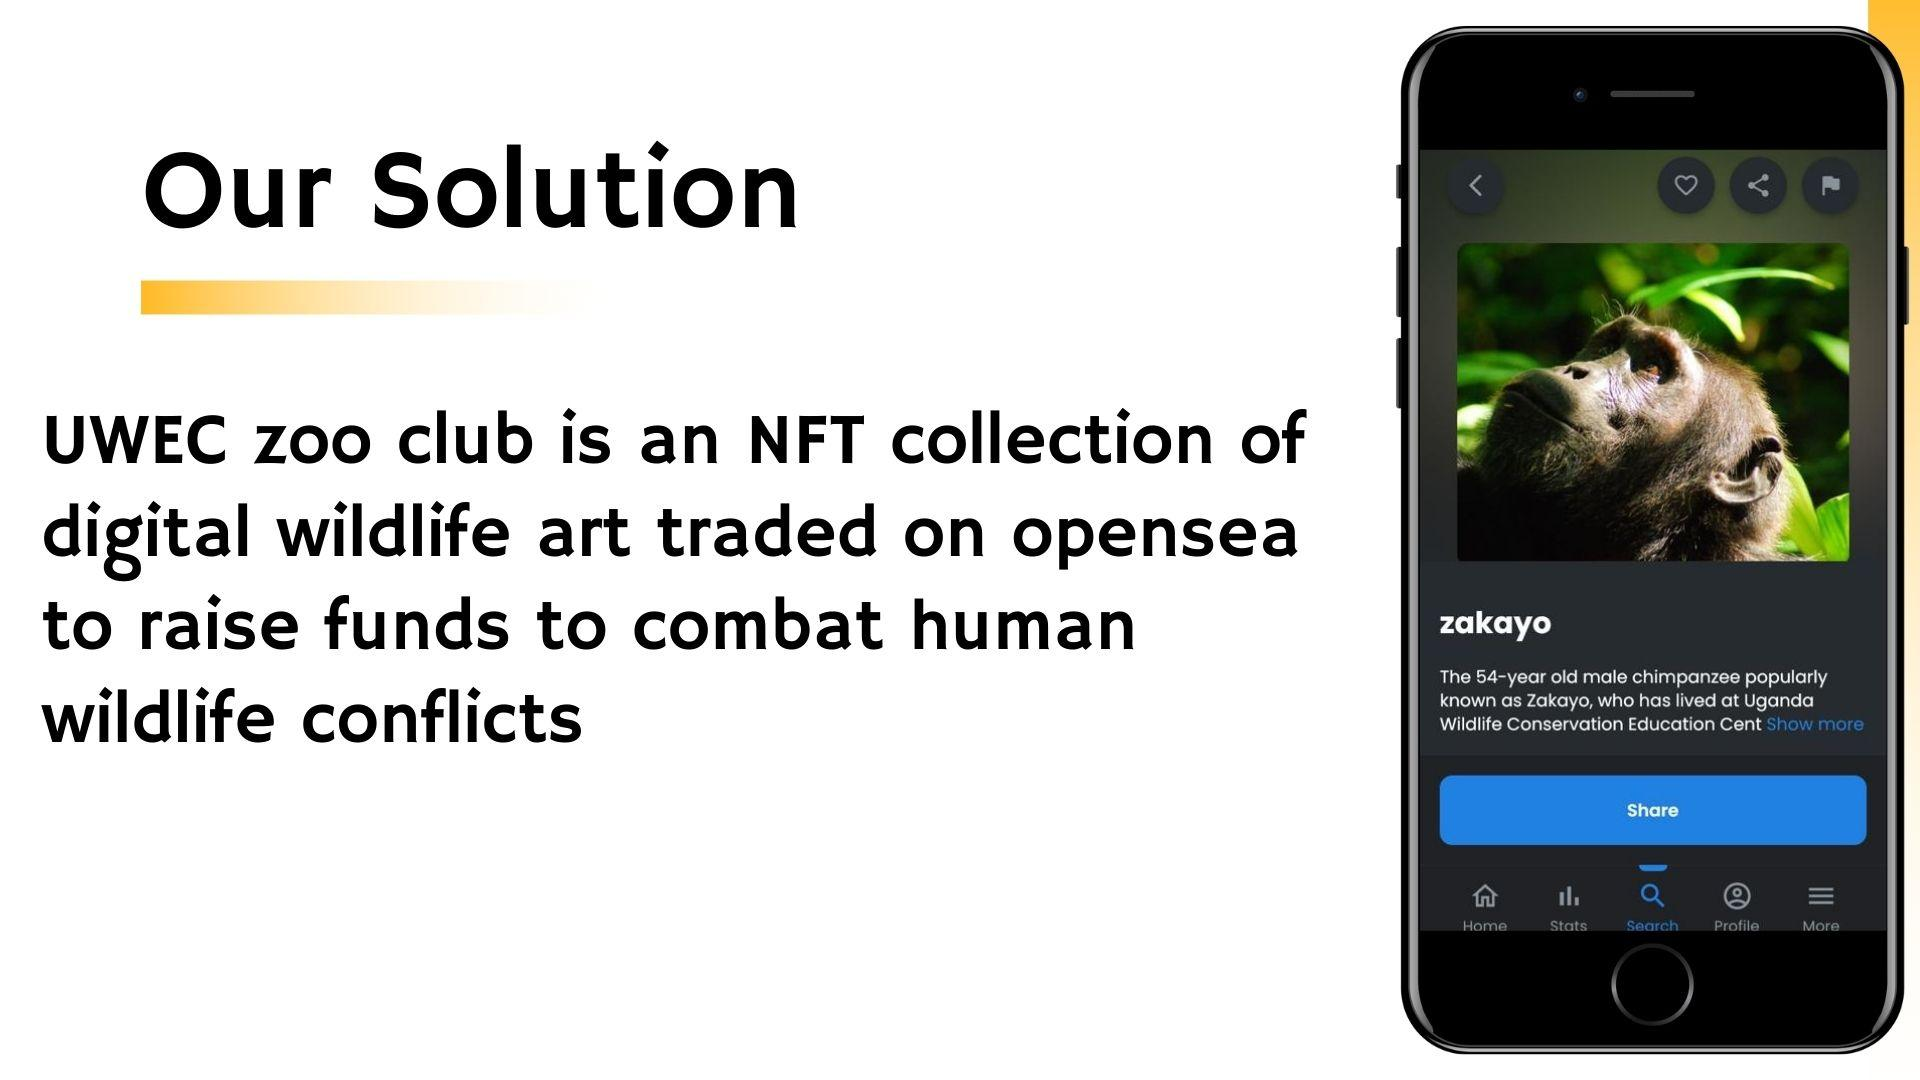 Our Solution
UWEC zoo club is an NFT collection of
digital wildlife art traded on opensea
to raise funds to combat human
wildlife conflicts
zakayo
The 54-year old male chimpanzee popularly
known as Zakayo, who has lived at Uganda
Wildlife Conservation Education Cent Show more
Share
Home Stats Search Profile More